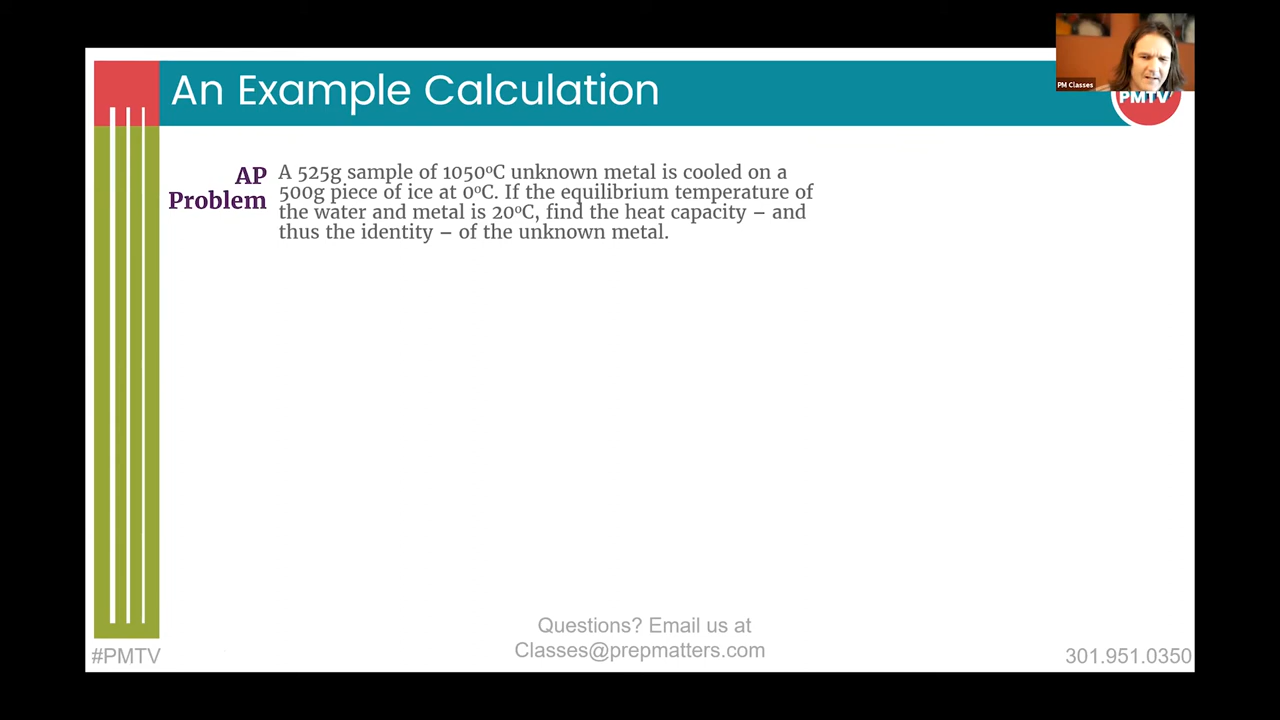 An Example Calculation
PM Classes
PMTV
AP
Problem
A 525g sample of 1050ºC unknown metal is cooled on a
500g piece of ice at 0ºC. If the equilibrium temperature of
the water and metal is 20ºC, find the heat capacity – and
thus the identity – of the unknown metal.
Questions? Email us at
Classes@prepmatters.com
#PMTV
301.951.0350